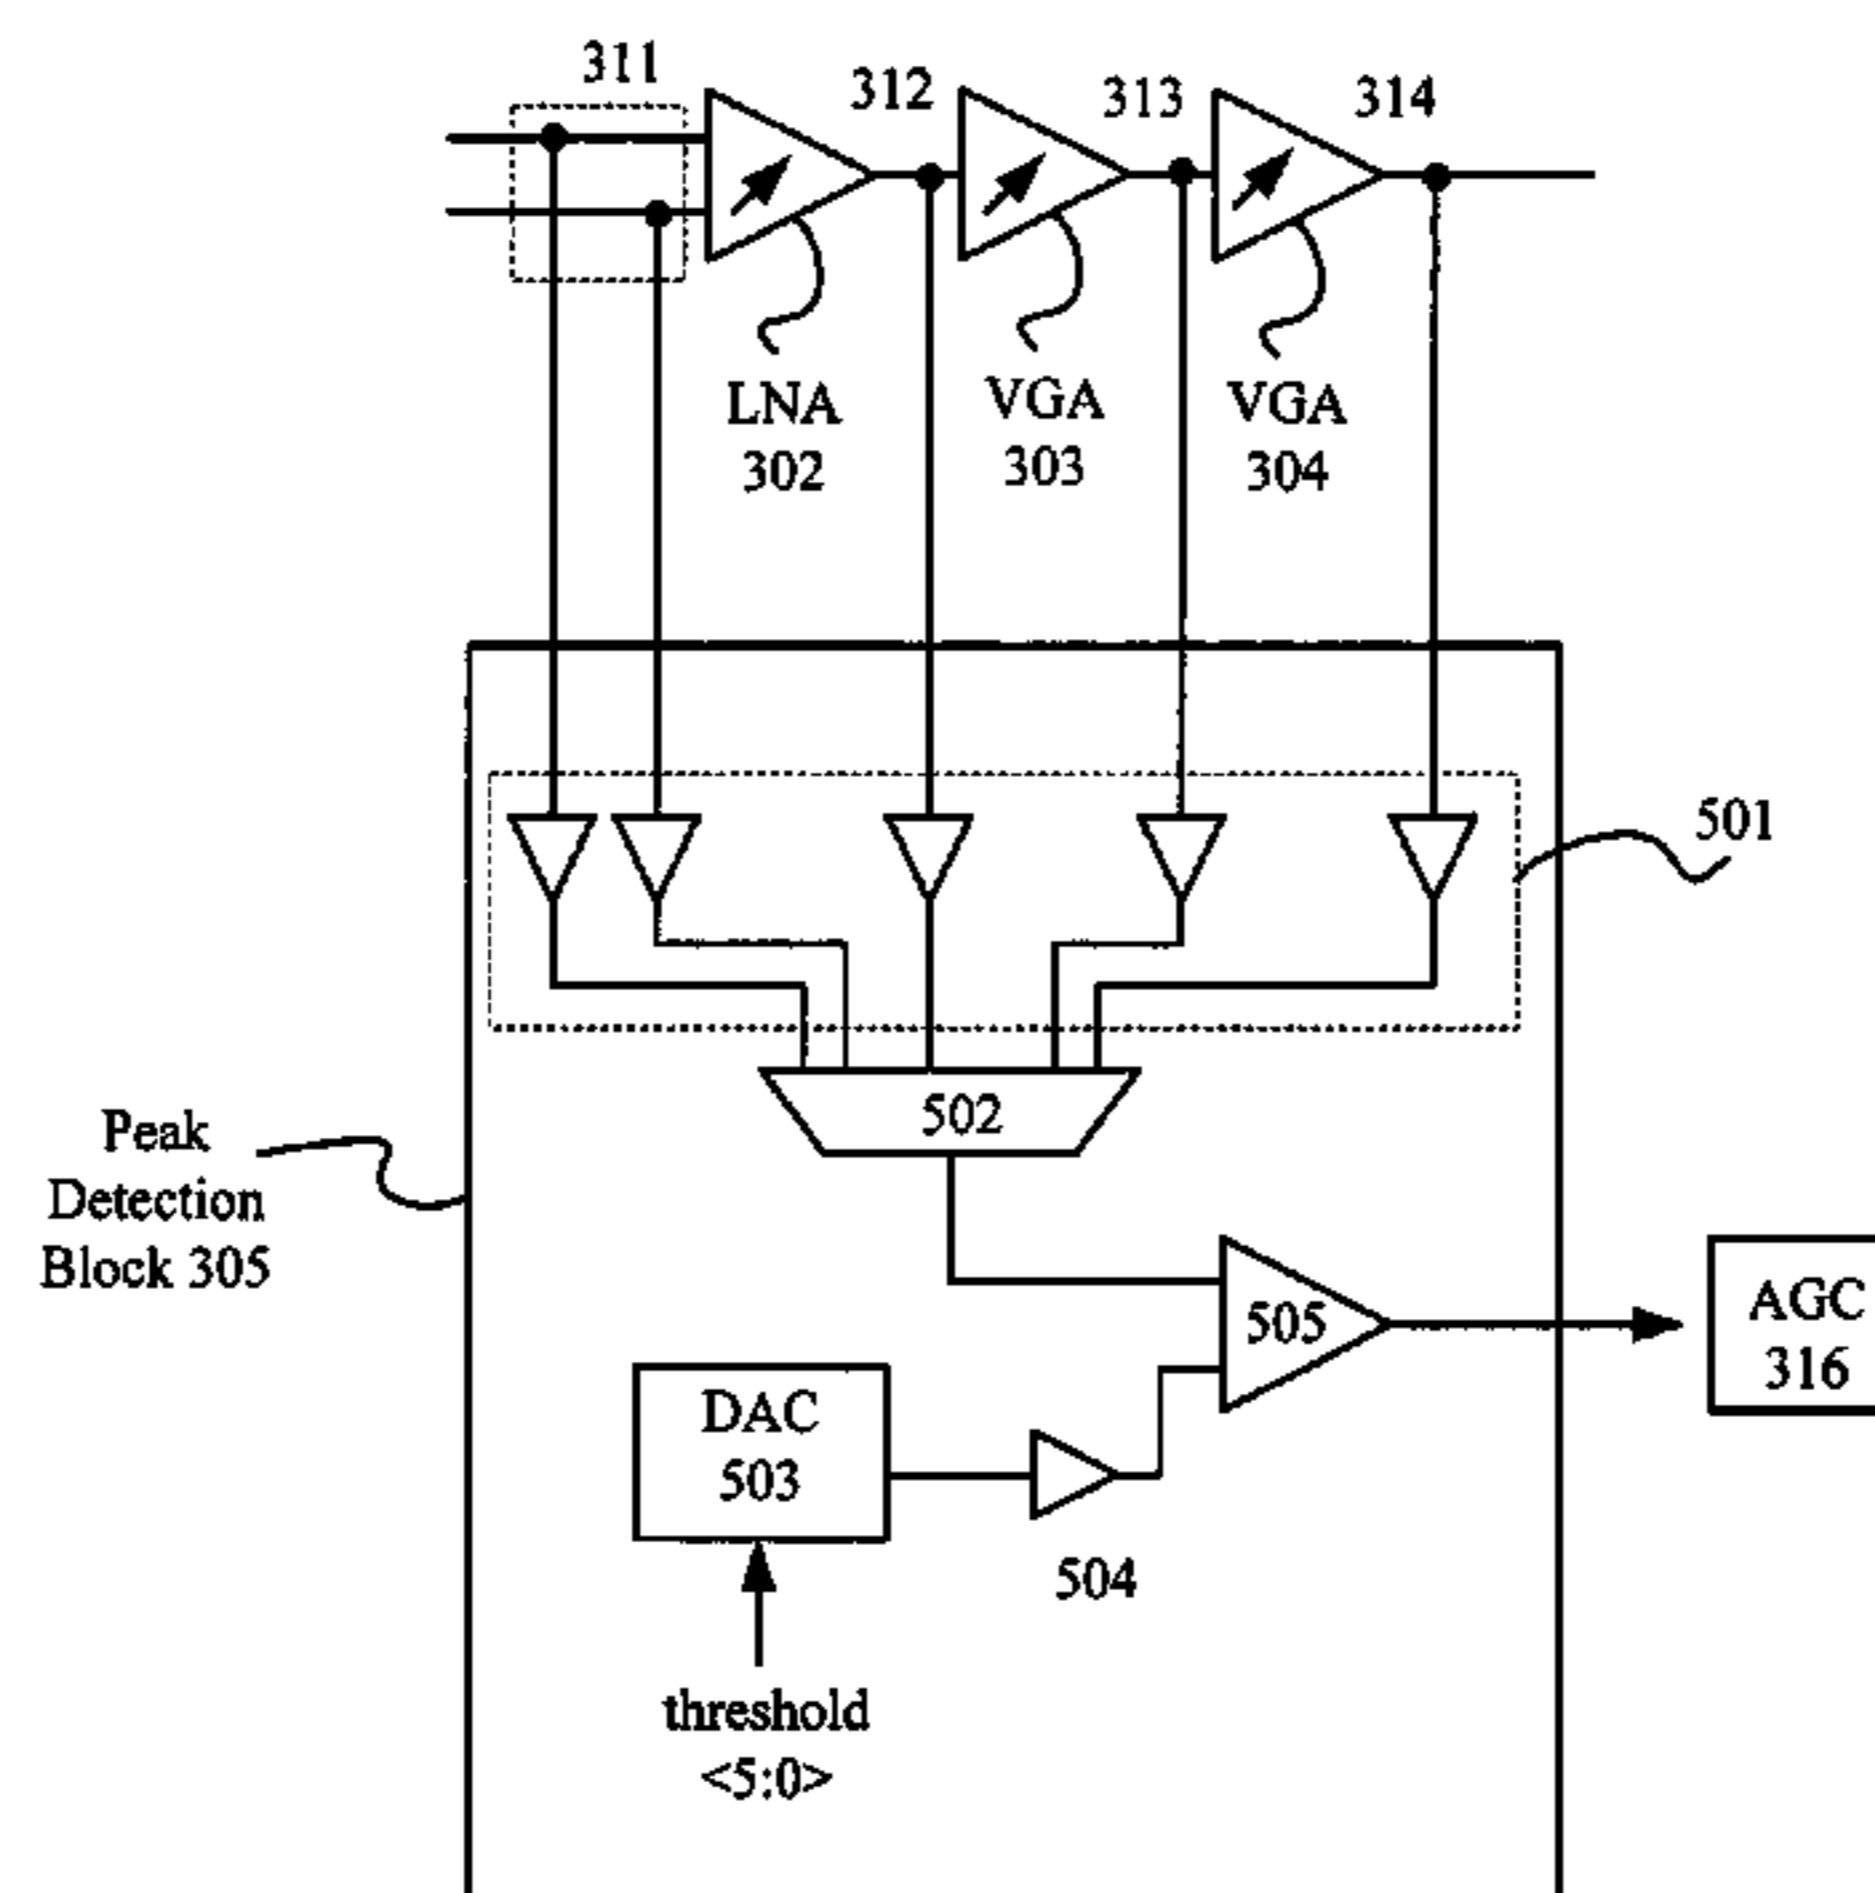 311
312
313
314
LNA
302
VGA
303
VGA
304
501
502
Peak
Detection
Block 305
505
AGC
316
DAC
503
504
threshold
<5:0>